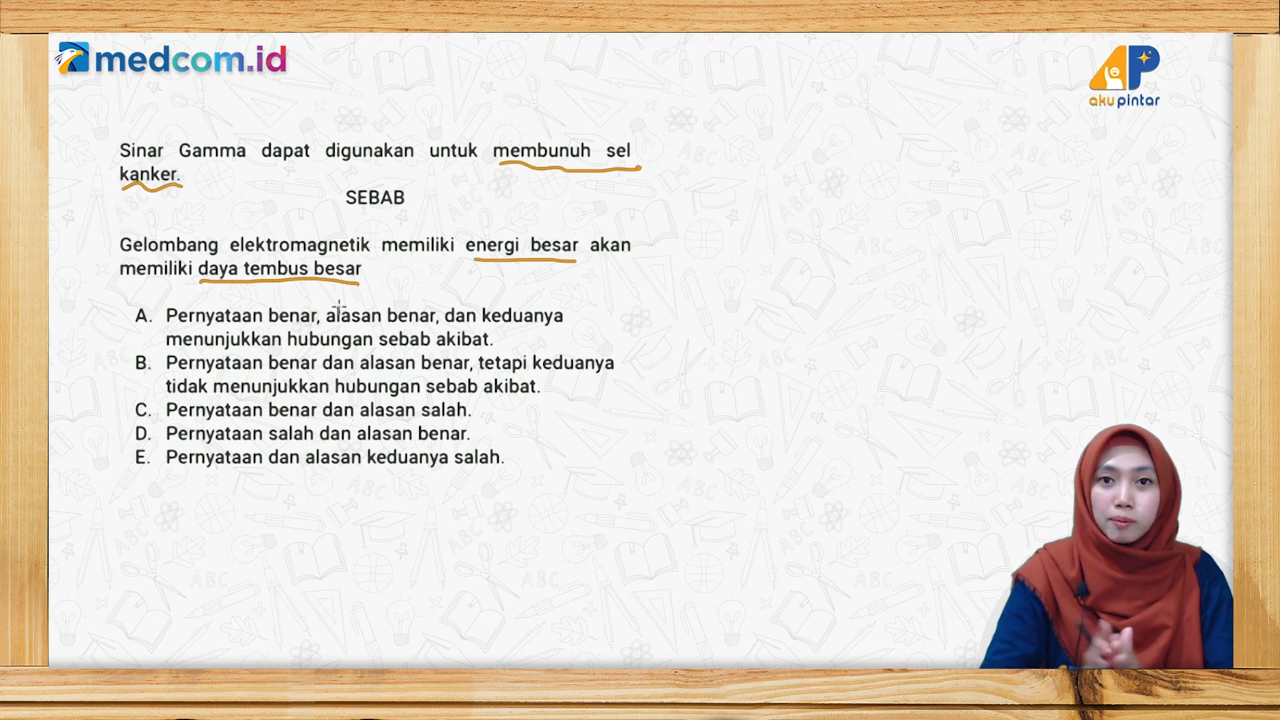 medcom.id
AP
aku pintar
Sinar Gamma dapat digunakan untuk membunuh sel
kanker.
SEBAB
Gelombang elektromagnetik memiliki energi besar akan
memiliki daya tembus besar
A. Pernyataan benar, alasan benar, dan keduanya
menunjukkan hubungan sebab akibat.
B. Pernyataan benar dan alasan benar, tetapi keduanya
tidak menunjukkan hubungan sebab akibat.
C. Pernyataan benar dan alasan salah.
D. Pernyataan salah dan alasan benar.
E. Pernyataan dan alasan keduanya salah.